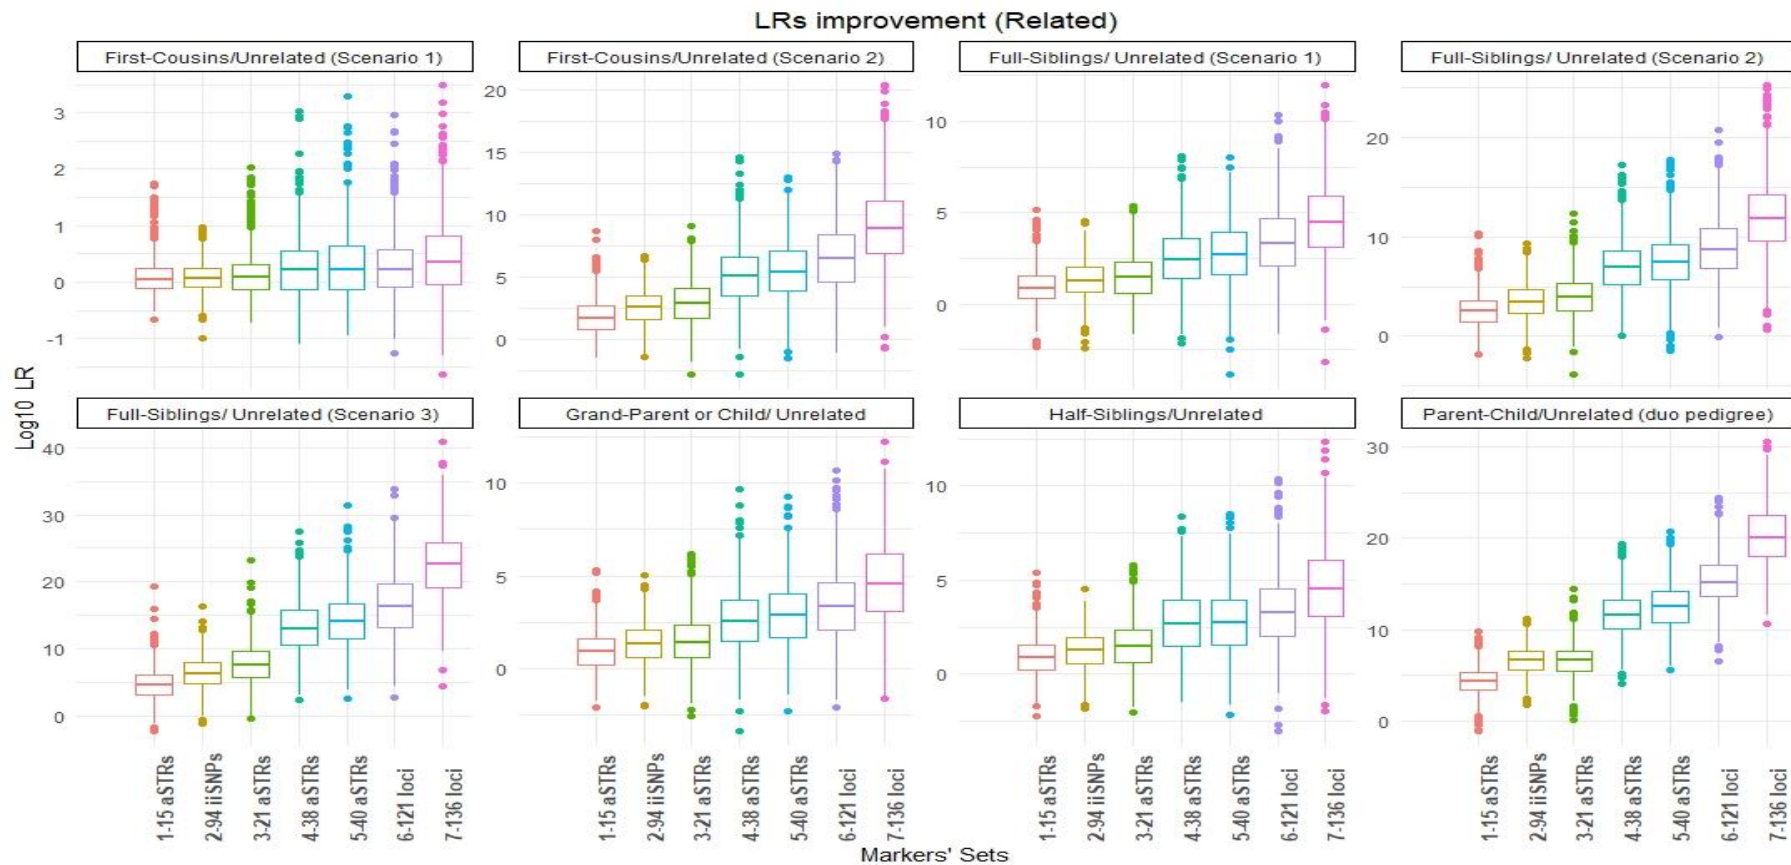 LRs improvement (Related)
First-Cousins/Unrelated (Scenario 1)
First-Cousins/Unrelated (Scenario 2)
Full-Siblings/ Unrelated (Scenario 1)
Full-Siblings/ Unrelated (Scenario 2)
3
2
1
0
-1
20
15
10
5
0
10
5
0
20
10
0
Log10 LR
Full-Siblings/ Unrelated (Scenario 3)
Grand-Parent or Child/ Unrelated
Half-Siblings/Unrelated
Parent-Child/Unrelated (duo pedigree)
40
30
20
10
0
10
5
0
10
5
0
30
20
10
0
1-15 aSTRs
2-94 iiSNPs
3-21 aSTRs
4-38 aSTRs
5-40 aSTRs
6-121 loci
7-136 loci
1-15 aSTRs
2-94 iiSNPs
3-21 aSTRs
4-38 aSTRs
5-40 aSTRs
6-121 loci
7-136 loci
1-15 aSTRs
2-94 iiSNPs
3-21 aSTRs
4-38 aSTRs
5-40 aSTRs
6-121 loci
7-136 loci
1-15 aSTRs
2-94 iiSNPs
3-21 aSTRs
4-38 aSTRs
5-40 aSTRs
6-121 loci
7-136 loci
Markers' Sets